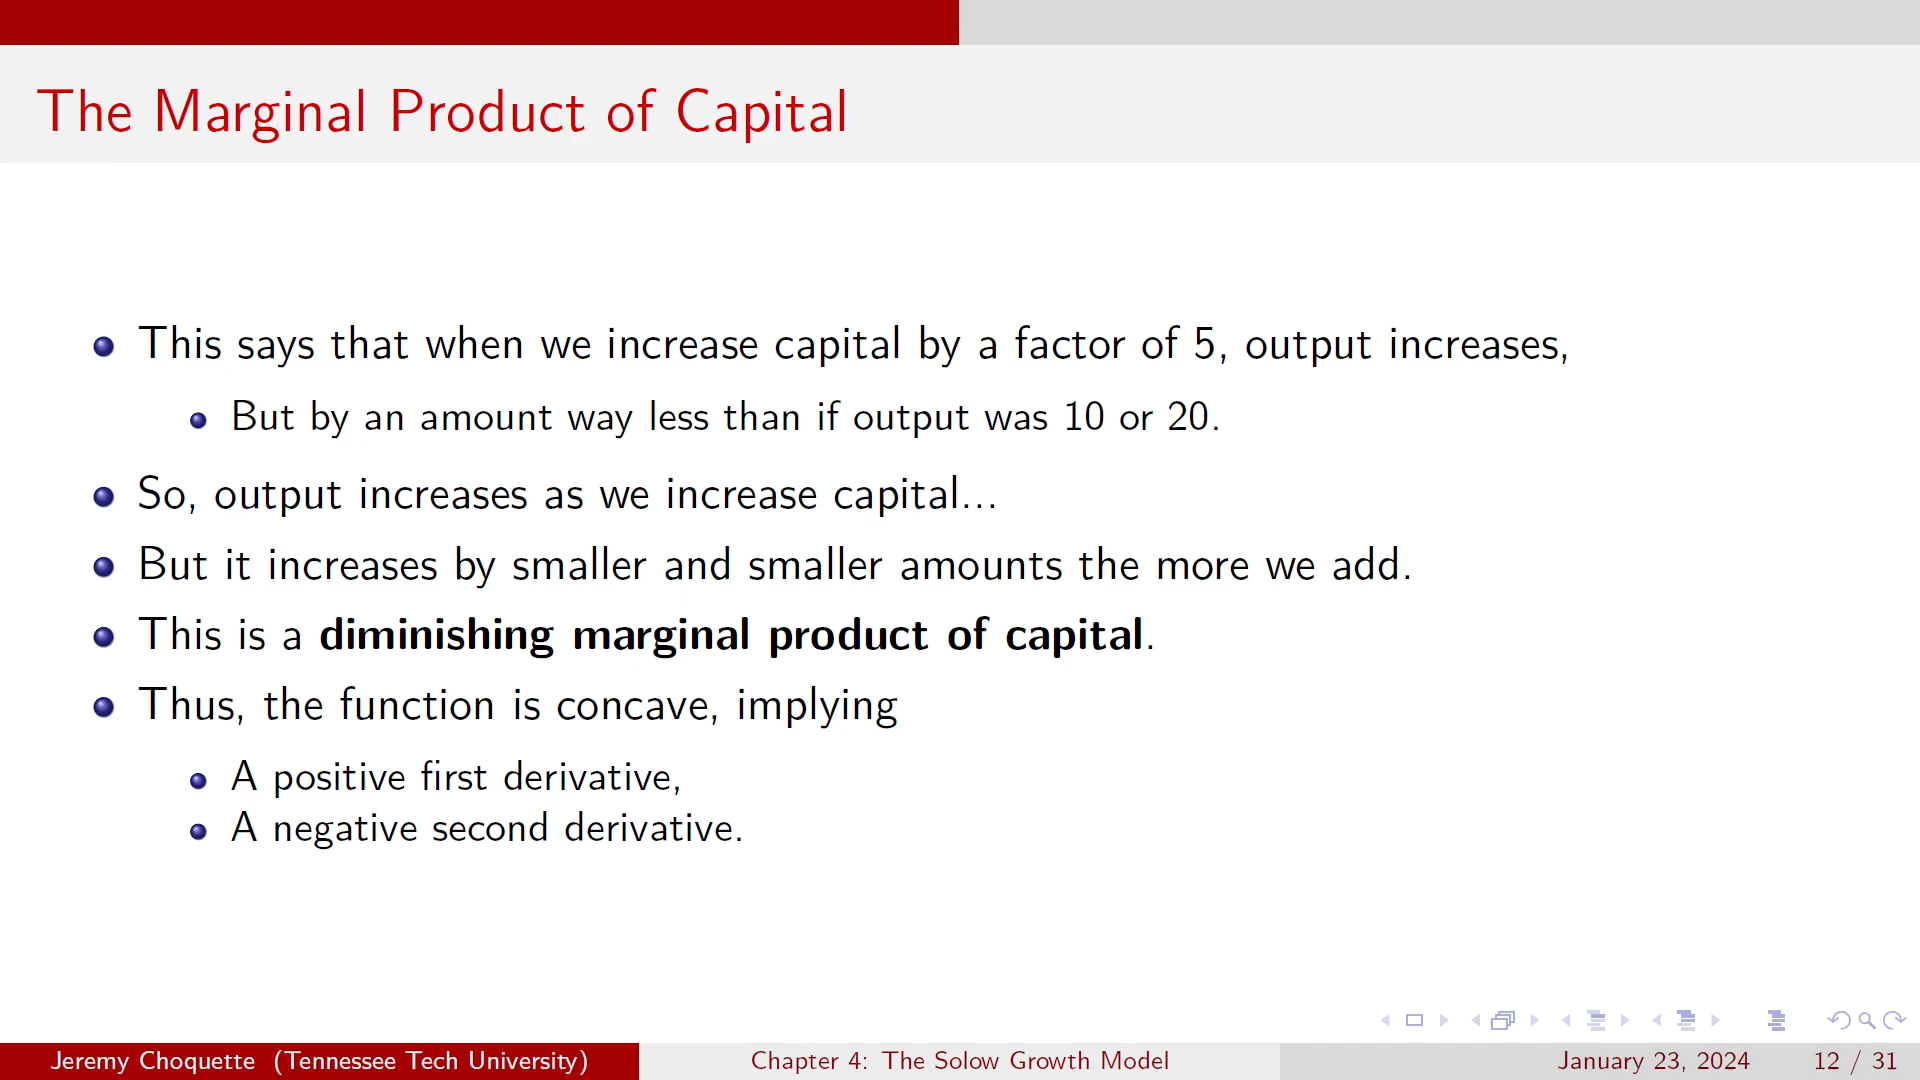 The Marginal Product of Capital
This says that when we increase capital by a factor of 5, output increases,
But by an amount way less than if output was 10 or 20.
So, output increases as we increase capital...
But it increases by smaller and smaller amounts the more we add.
This is a diminishing marginal product of capital.
Thus, the function is concave, implying
A positive first derivative,
A negative second derivative.
Jeremy Choquette (Tennessee Tech University)
Chapter 4: The Solow Growth Model
January 23, 2024
12 / 31